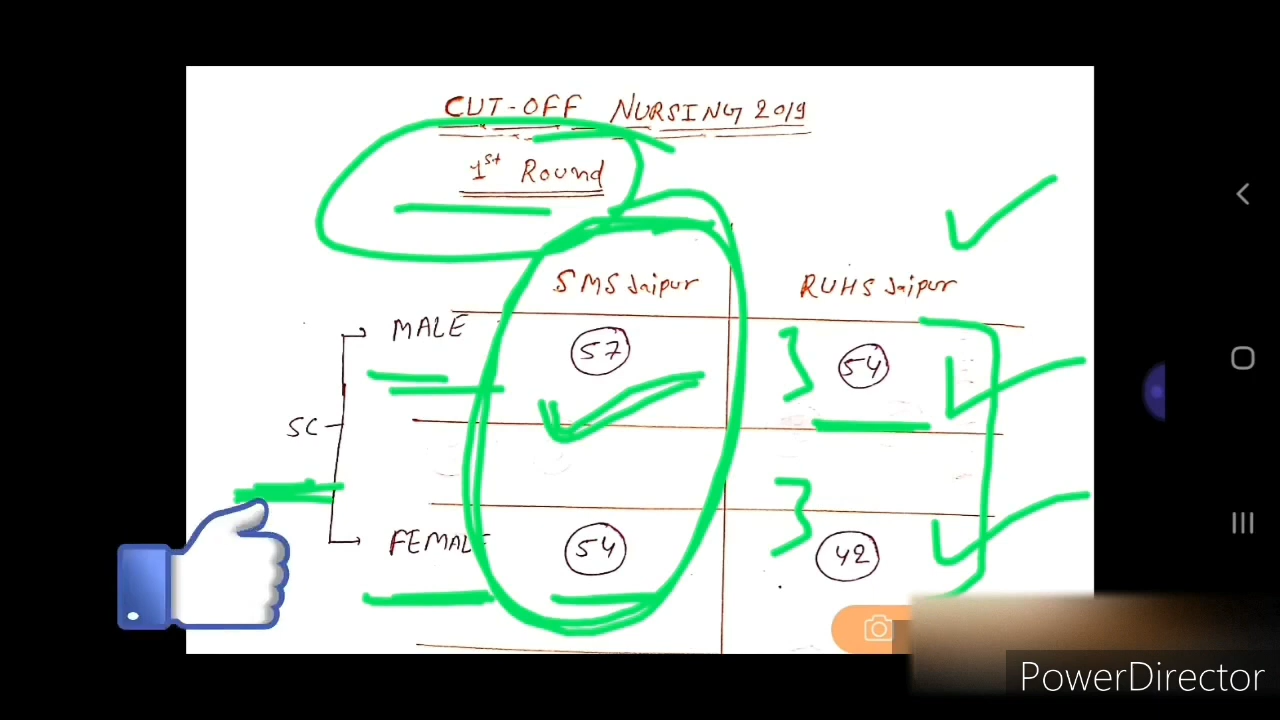 CUT-OFF NURSING 2019
1st Round
SMS Jaipur RUHS Jaipur
MALE 57 54
SC
FEMALE 54 42
PowerDirector